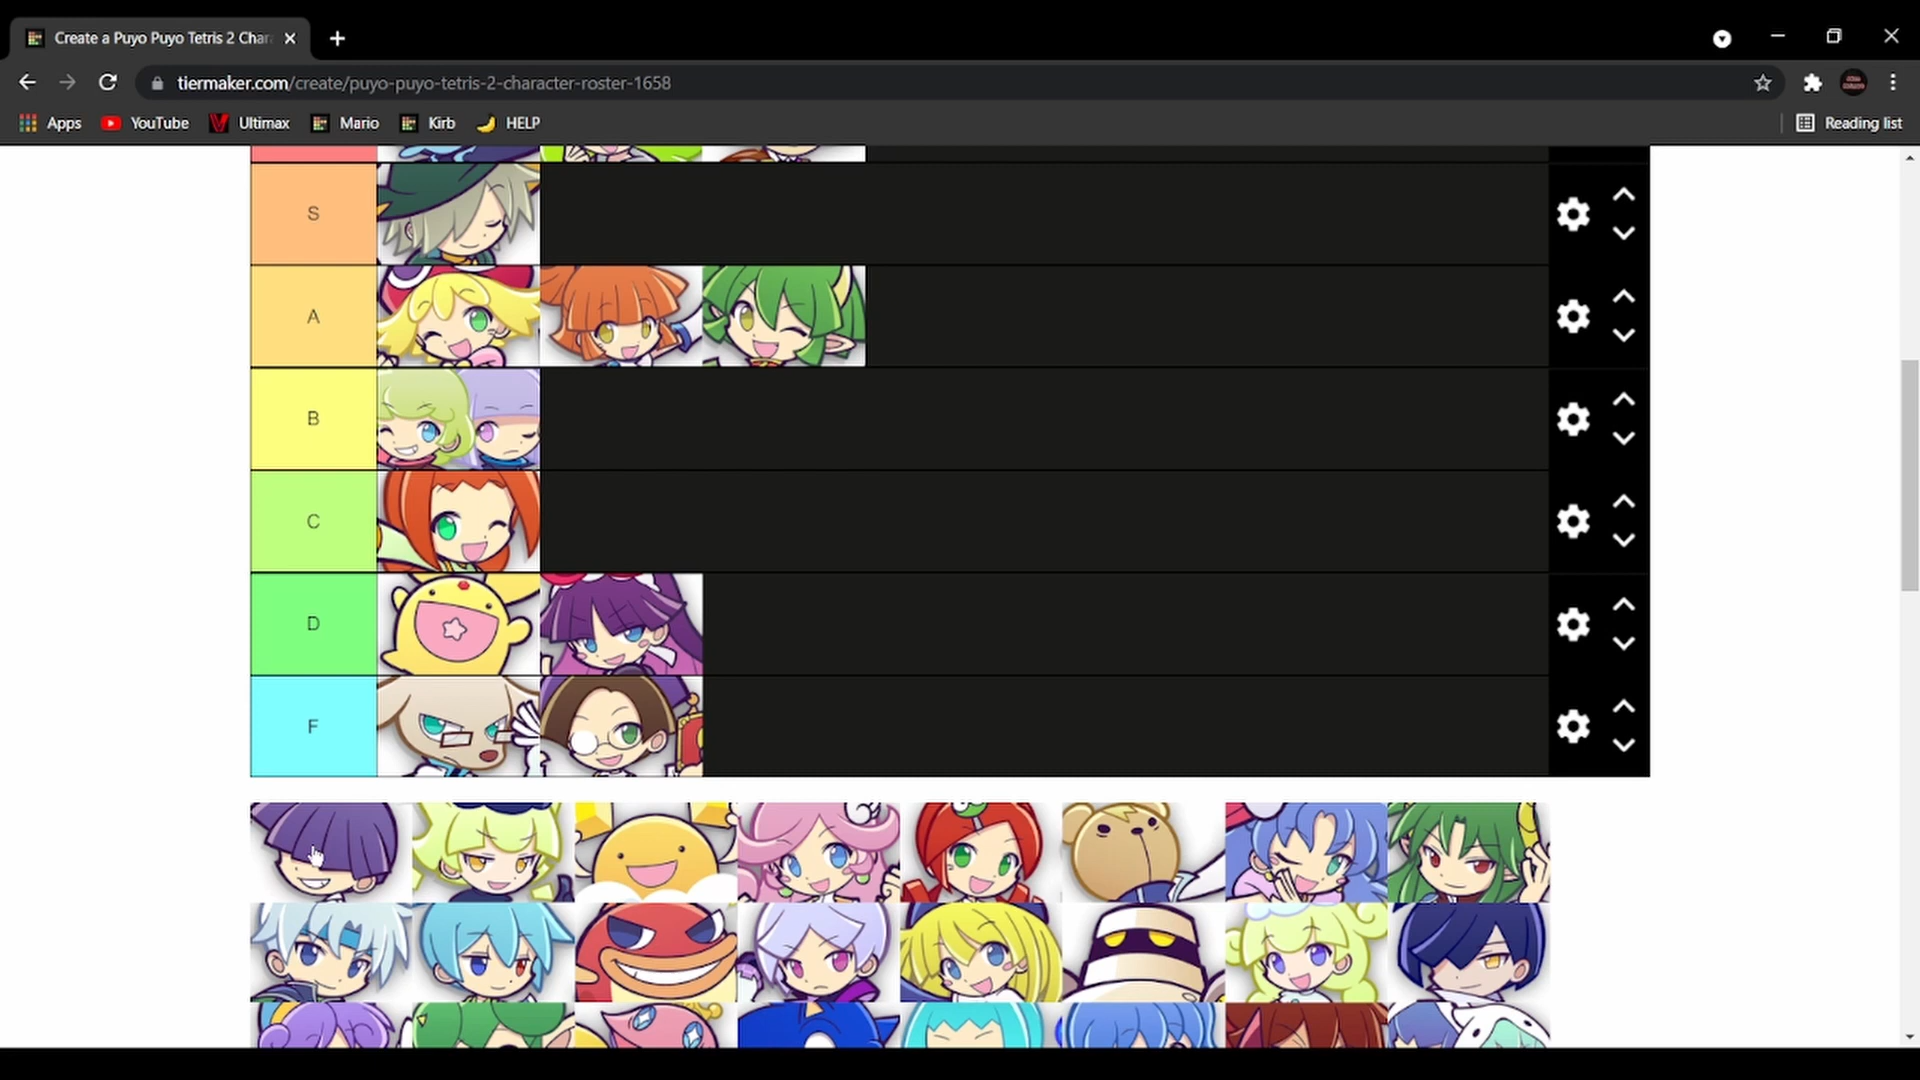 Create a Puyo Puyo Tetris 2 Char
tiermaker.com/create/puyo-puyo-tetris-2-character-roster-1658
Apps YouTube Ultimax Mario Kirb HELP Reading list
S
A
B
C
D
F